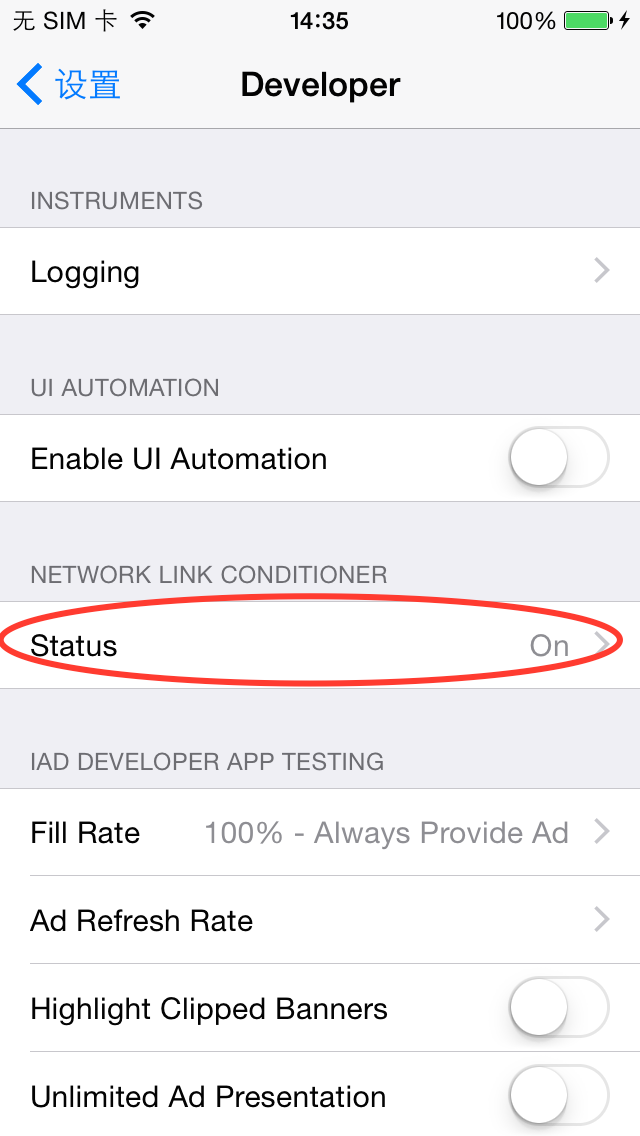 无 SIM 卡 14:35 100%
设置 Developer
INSTRUMENTS
Logging
UI AUTOMATION
Enable UI Automation
NETWORK LINK CONDITIONER
Status On
IAD DEVELOPER APP TESTING
Fill Rate 100% - Always Provide Ad
Ad Refresh Rate
Highlight Clipped Banners
Unlimited Ad Presentation